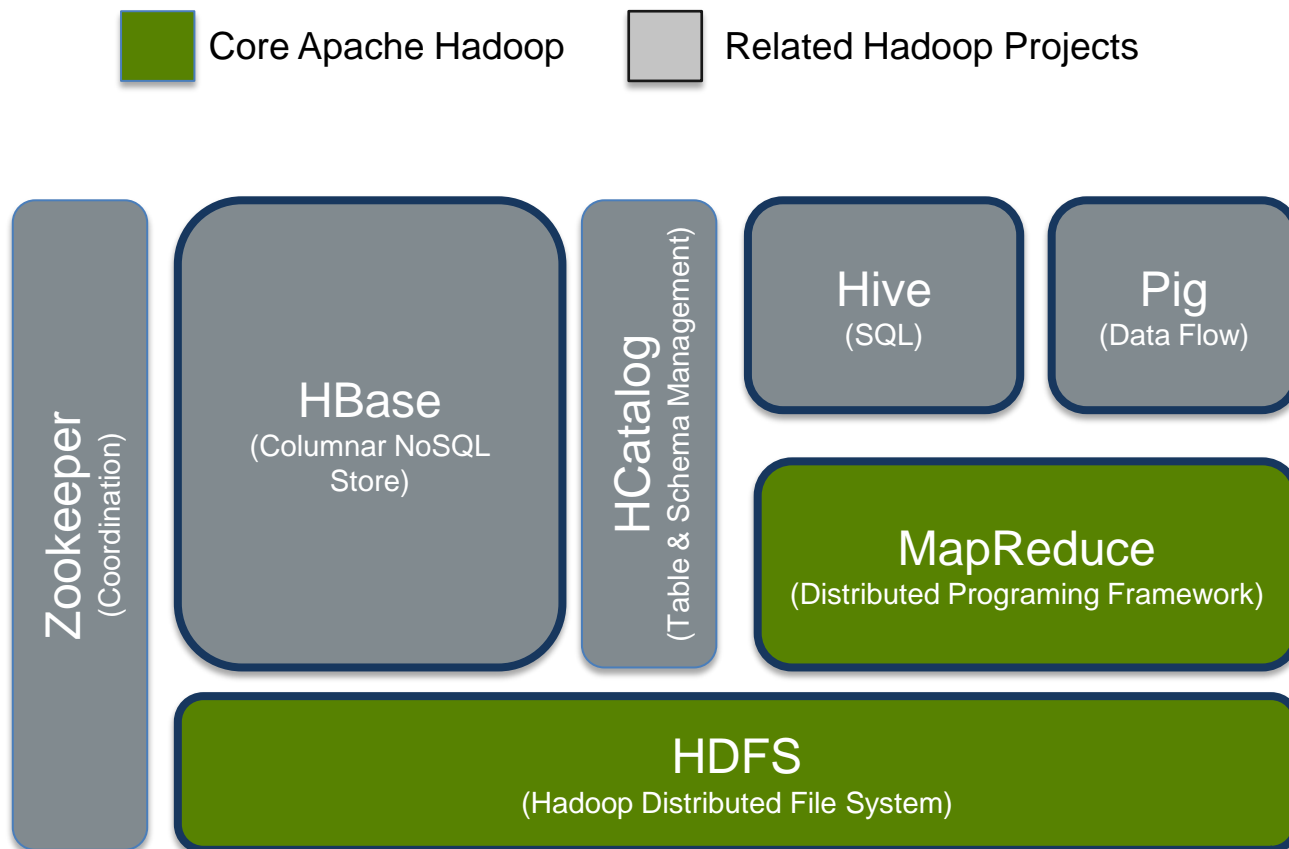 Core Apache Hadoop
Related Hadoop Projects
Zookeeper
(Coordination)
HBase
(Columnar NoSQL
Store)
HCatalog
(Table & Schema Management)
Hive
(SQL)
Pig
(Data Flow)
MapReduce
(Distributed Programing Framework)
HDFS
(Hadoop Distributed File System)